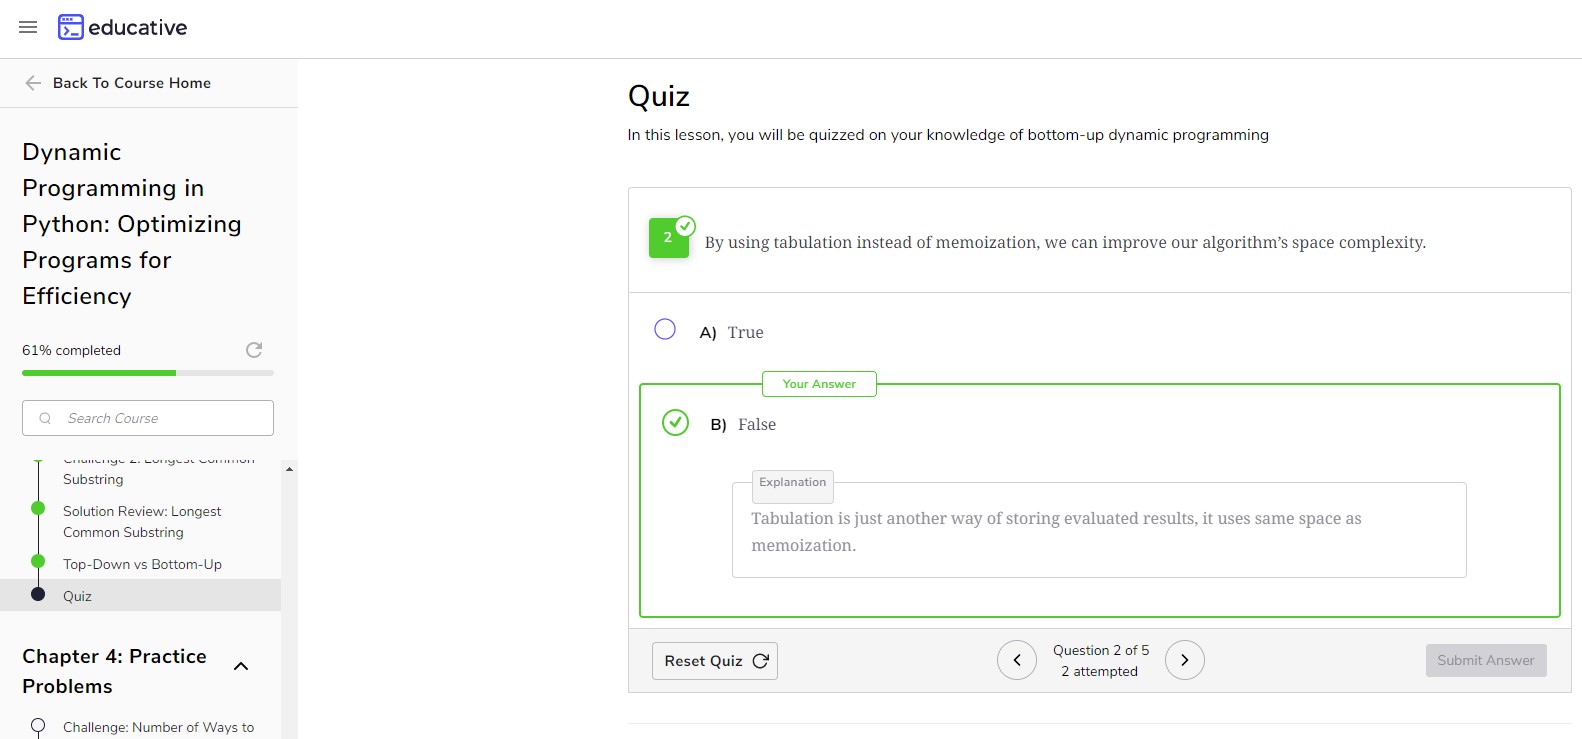 educative
Back To Course Home
Dynamic
Programming in
Python: Optimizing
Programs for
Efficiency
61% completed
Search Course
Challenge 2: Longest Common
Substring
Solution Review: Longest
Common Substring
Top-Down vs Bottom-Up
Quiz
Chapter 4: Practice
Problems
Challenge: Number of Ways to
Quiz
In this lesson, you will be quizzed on your knowledge of bottom-up dynamic programming
2
By using tabulation instead of memoization, we can improve our algorithm’s space complexity.
A) True
Your Answer
B) False
Explanation
Tabulation is just another way of storing evaluated results, it uses same space as
memoization.
Reset Quiz
Question 2 of 5
2 attempted
Submit Answer